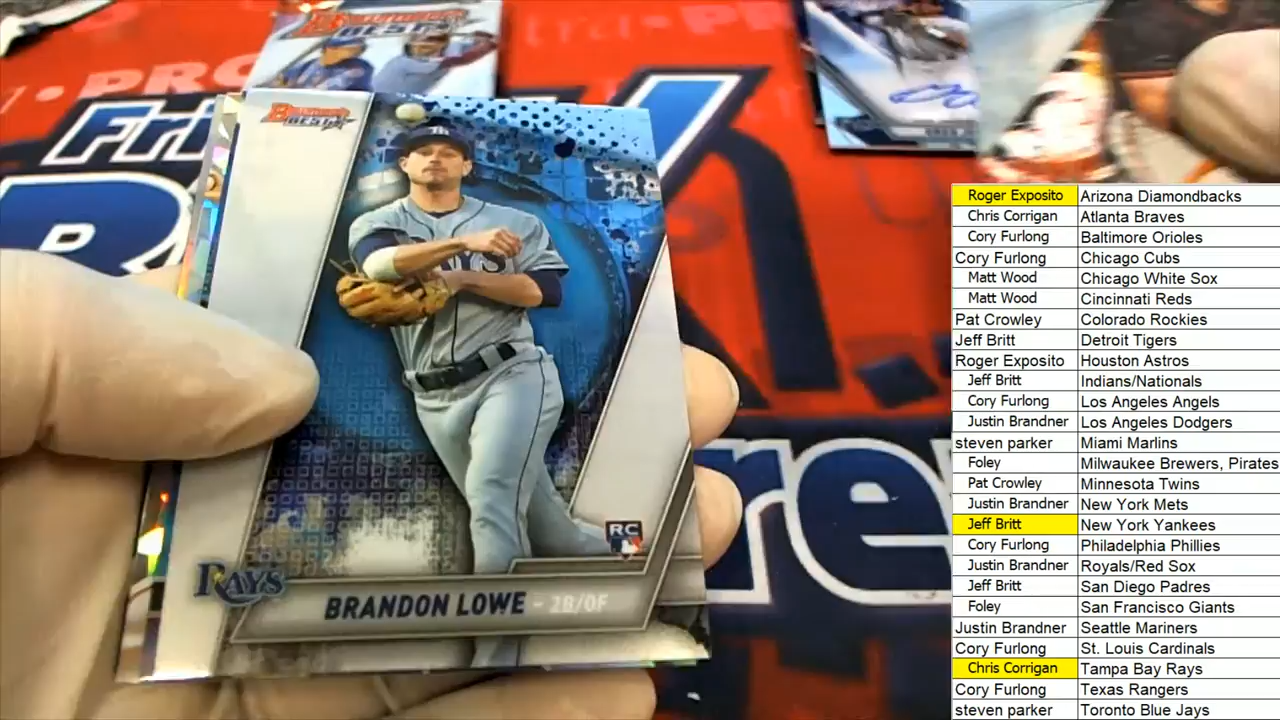 Bowman's
BEST
PRO
Fri
Bowman's
BEST
RAYS
RC
RAYS
BRANDON LOWE - 2B/OF
re
Roger Exposito Arizona Diamondbacks
Chris Corrigan Atlanta Braves
Cory Furlong Baltimore Orioles
Cory Furlong Chicago Cubs
Matt Wood Chicago White Sox
Matt Wood Cincinnati Reds
Pat Crowley Colorado Rockies
Jeff Britt Detroit Tigers
Roger Exposito Houston Astros
Jeff Britt Indians/Nationals
Cory Furlong Los Angeles Angels
Justin Brandner Los Angeles Dodgers
steven parker Miami Marlins
Foley Milwaukee Brewers, Pirates
Pat Crowley Minnesota Twins
Justin Brandner New York Mets
Jeff Britt New York Yankees
Cory Furlong Philadelphia Phillies
Justin Brandner Royals/Red Sox
Jeff Britt San Diego Padres
Foley San Francisco Giants
Justin Brandner Seattle Mariners
Cory Furlong St. Louis Cardinals
Chris Corrigan Tampa Bay Rays
Cory Furlong Texas Rangers
steven parker Toronto Blue Jays